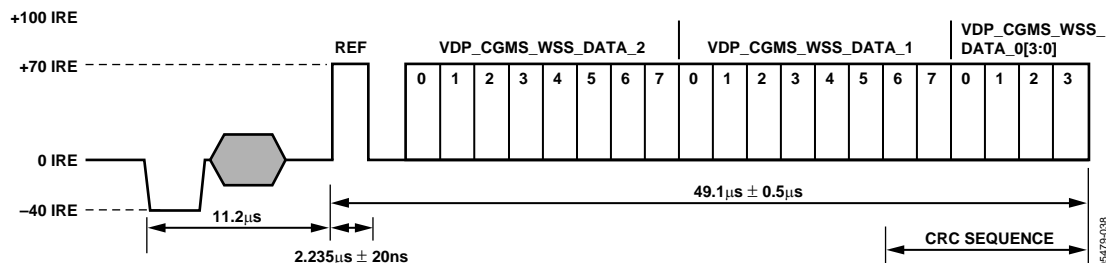 +100 IRE
REF
VDP_CGMS_WSS_DATA_2
VDP_CGMS_WSS_DATA_1
VDP_CGMS_WSS_
DATA_0[3:0]
+70 IRE
0 1 2 3 4 5 6 7 0 1 2 3 4 5 6 7 0 1 2 3
0 IRE
–40 IRE
49.1µs ± 0.5µs
11.2µs
CRC SEQUENCE
2.235µs ± 20ns
05479-038